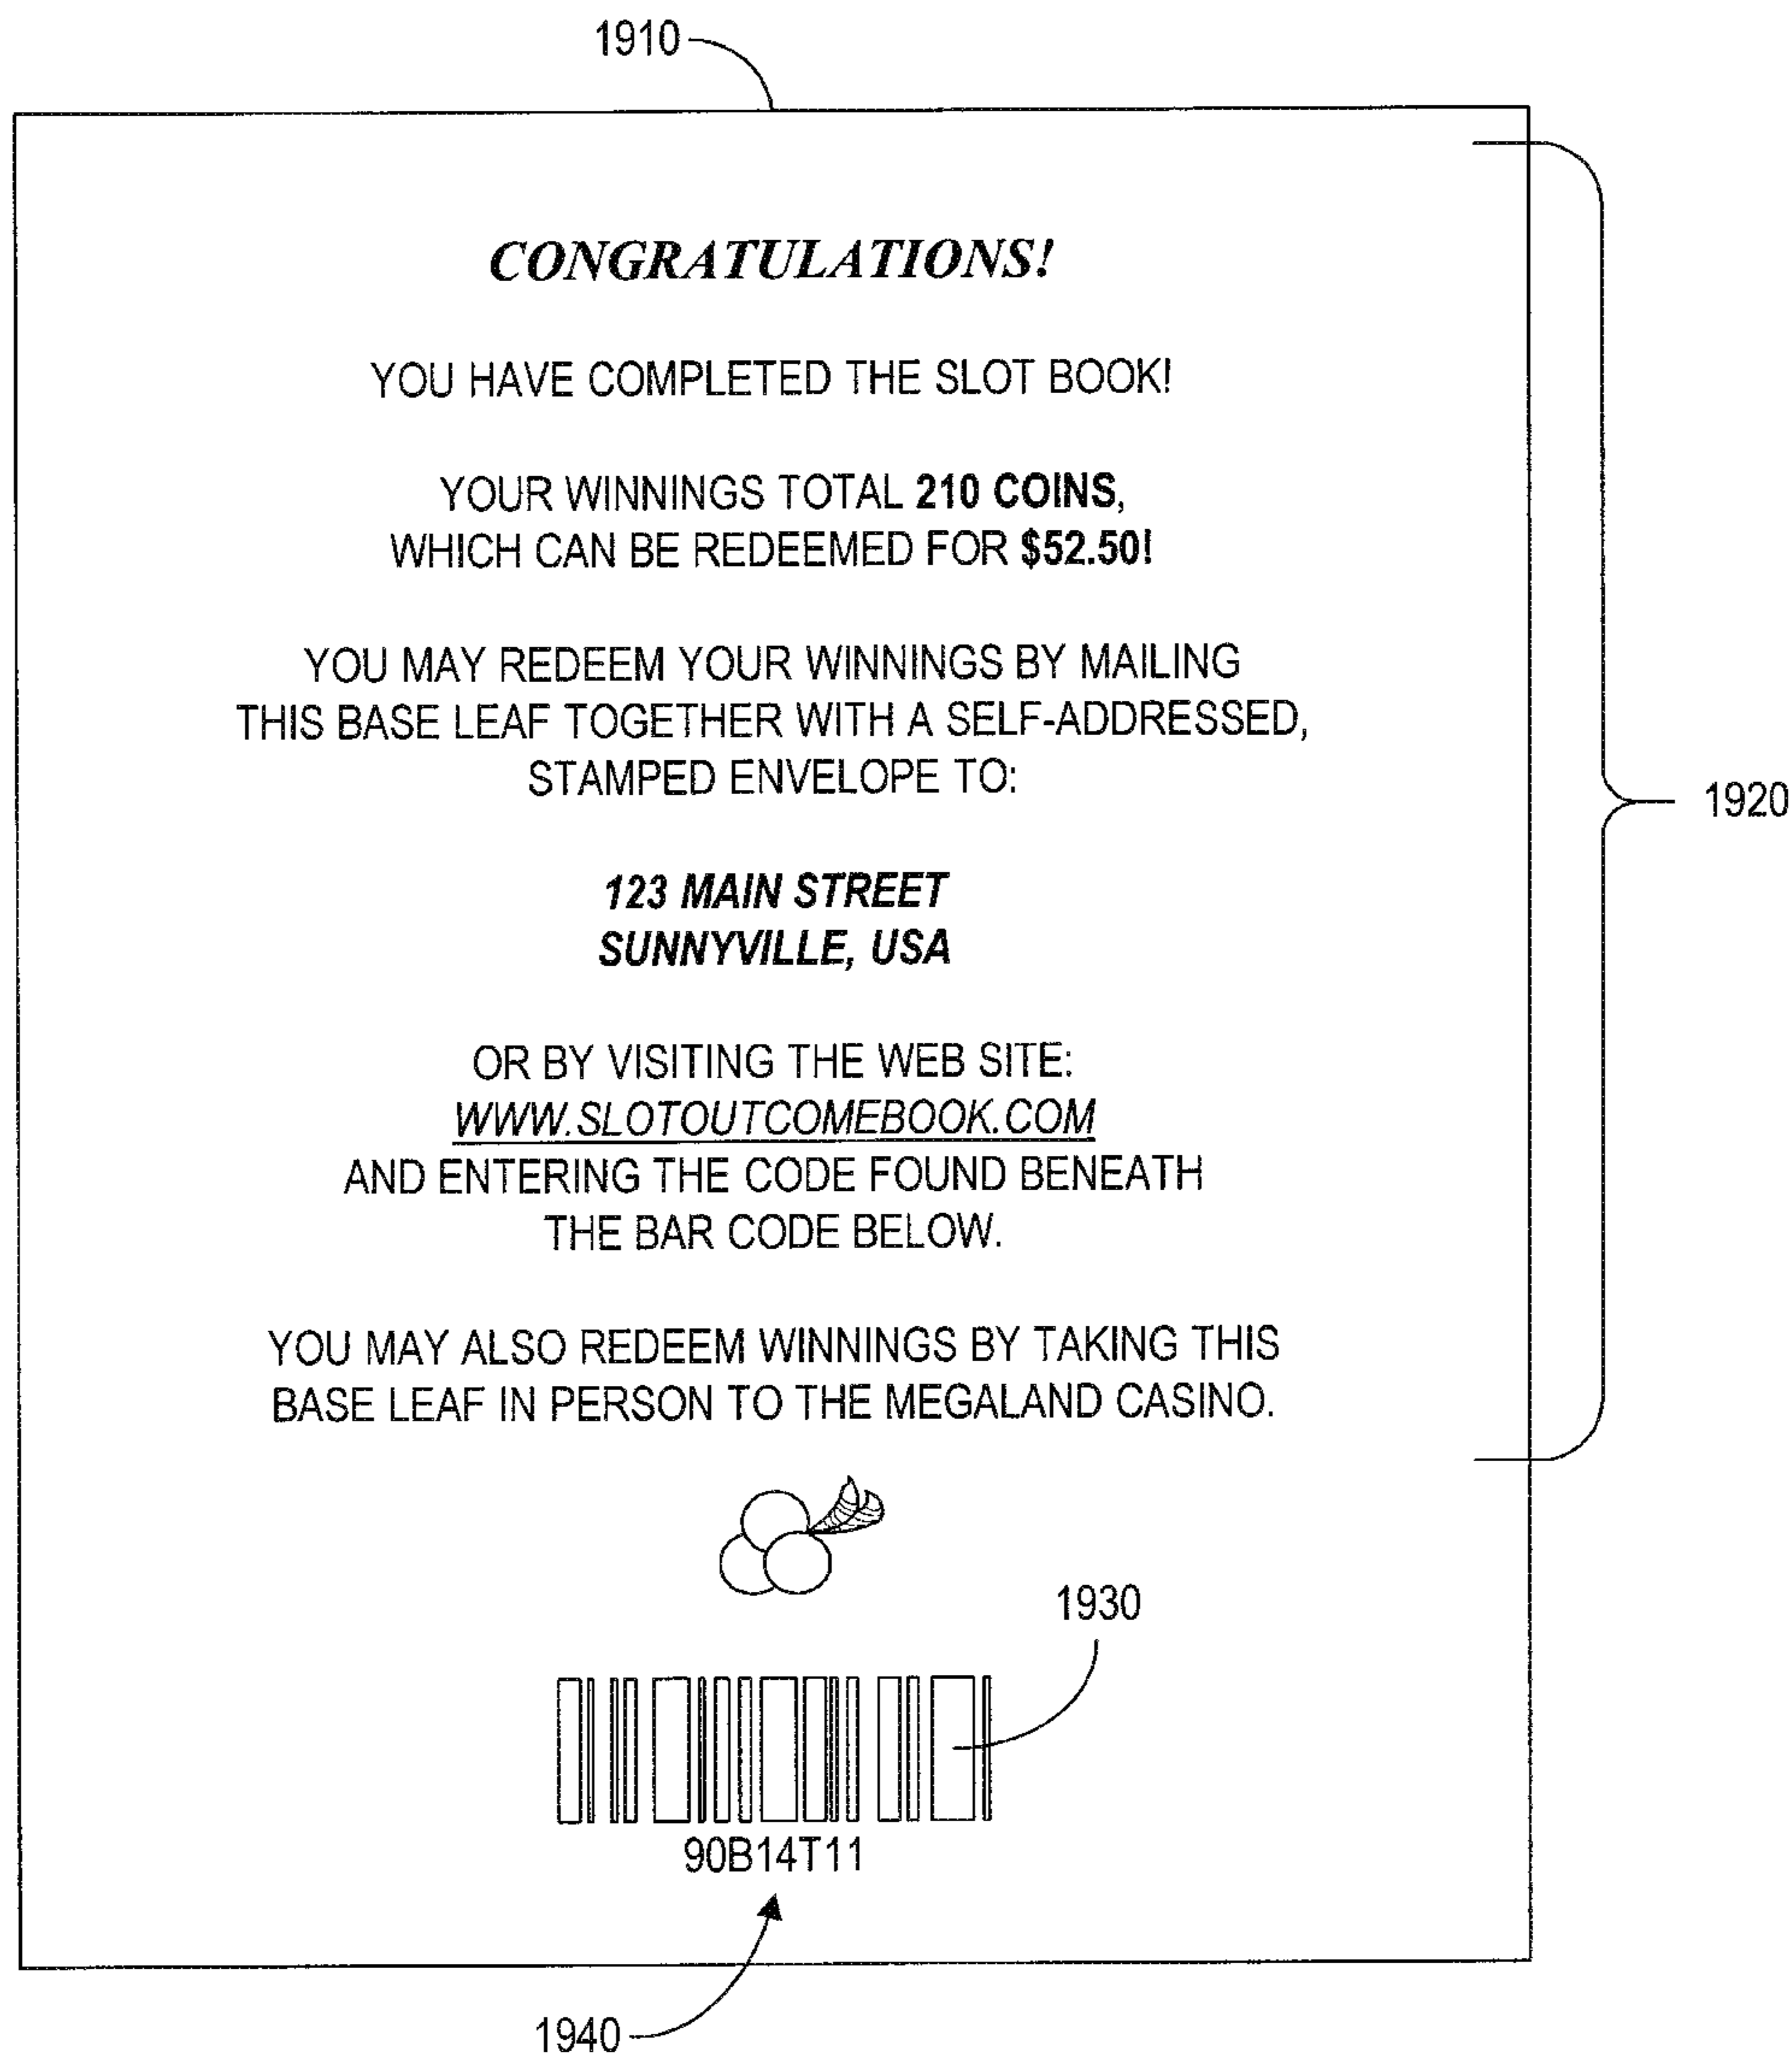 1910
CONGRATULATIONS!
YOU HAVE COMPLETED THE SLOT BOOK!
YOUR WINNINGS TOTAL 210 COINS,
WHICH CAN BE REDEEMED FOR $52.50!
YOU MAY REDEEM YOUR WINNINGS BY MAILING
THIS BASE LEAF TOGETHER WITH A SELF-ADDRESSED,
STAMPED ENVELOPE TO:
1920
123 MAIN STREET
SUNNYVILLE, USA
OR BY VISITING THE WEB SITE:
WWW.SLOTOUTCOMEBOOK.COM
AND ENTERING THE CODE FOUND BENEATH
THE BAR CODE BELOW.
YOU MAY ALSO REDEEM WINNINGS BY TAKING THIS
BASE LEAF IN PERSON TO THE MEGALAND CASINO.
1930
90B14T11
1940